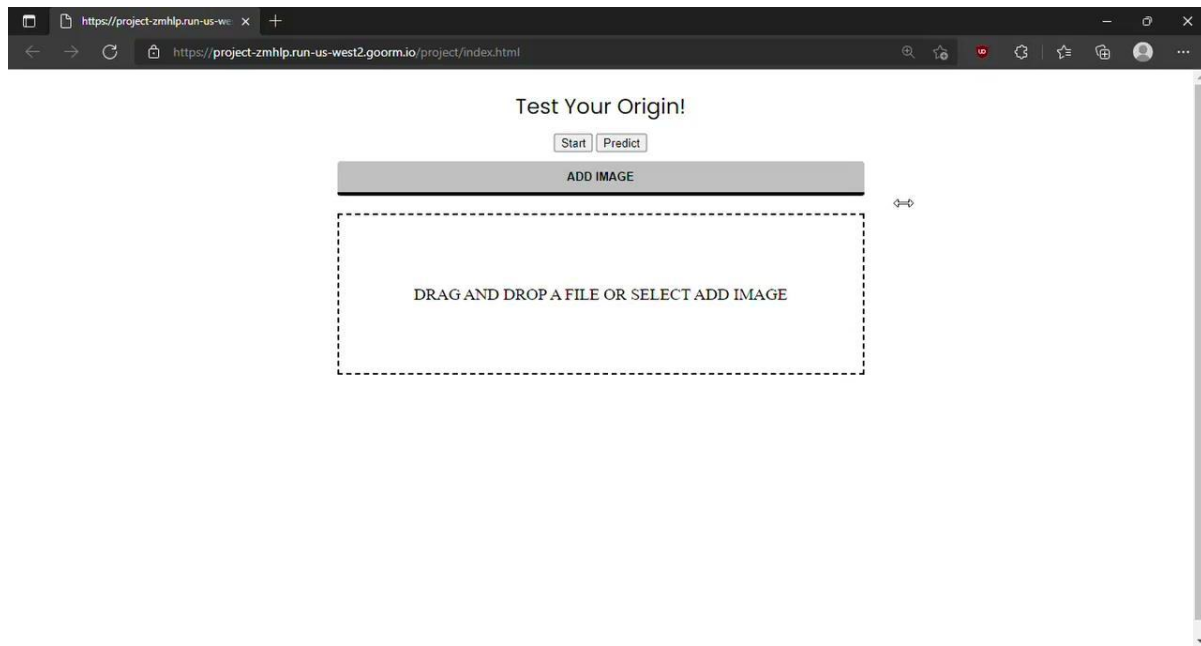 https://project-zmhlp.run-us-we
https://project-zmhlp.run-us-west2.goorm.io/project/index.html
Test Your Origin!
Start Predict
ADD IMAGE
DRAG AND DROP A FILE OR SELECT ADD IMAGE